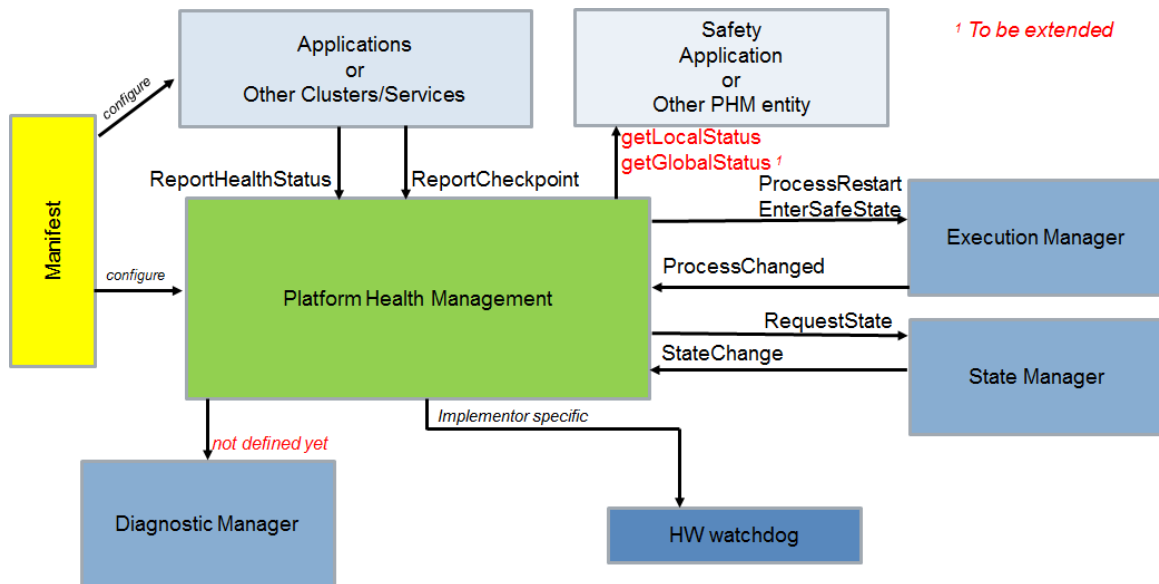 Applications
or
Other Clusters/Services
Safety
Application
or
Other PHM entity
¹ To be extended
configure
Manifest
getLocalStatus
getGlobalStatus ¹
ReportHealthStatus
ReportCheckpoint
ProcessRestart
EnterSafeState
Execution Manager
configure
Platform Health Management
ProcessChanged
RequestState
StateChange
State Manager
Implementor specific
not defined yet
Diagnostic Manager
HW watchdog